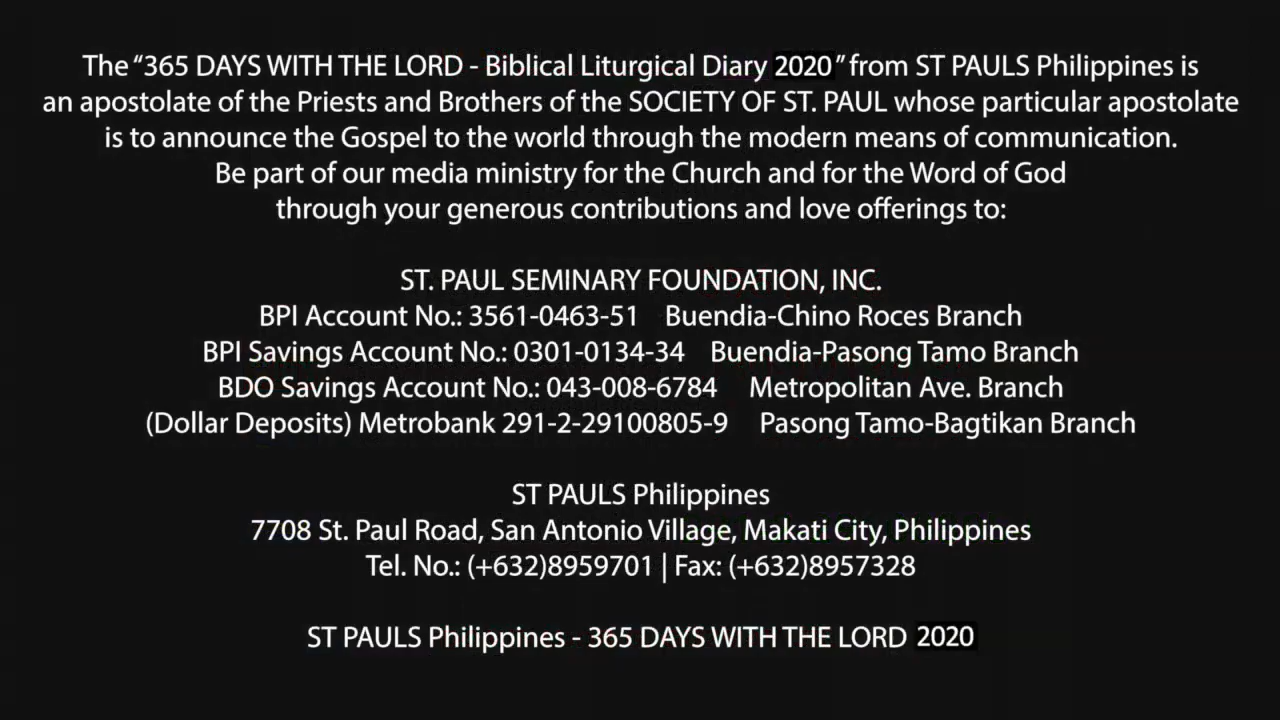 The “365 DAYS WITH THE LORD - Biblical Liturgical Diary 2020” from ST PAULS Philippines is
an apostolate of the Priests and Brothers of the SOCIETY OF ST. PAUL whose particular apostolate
is to announce the Gospel to the world through the modern means of communication.
Be part of our media ministry for the Church and for the Word of God
through your generous contributions and love offerings to:
ST. PAUL SEMINARY FOUNDATION, INC.
BPI Account No.: 3561-0463-51 Buendia-Chino Roces Branch
BPI Savings Account No.: 0301-0134-34 Buendia-Pasong Tamo Branch
BDO Savings Account No.: 043-008-6784 Metropolitan Ave. Branch
(Dollar Deposits) Metrobank 291-2-29100805-9 Pasong Tamo-Bagtikan Branch
ST PAULS Philippines
7708 St. Paul Road, San Antonio Village, Makati City, Philippines
Tel. No.: (+632)8959701 | Fax: (+632)8957328
ST PAULS Philippines - 365 DAYS WITH THE LORD 2020